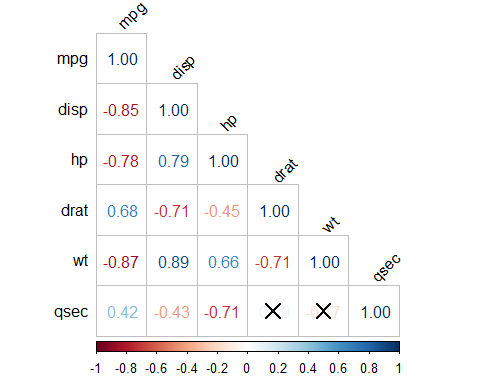 mpg
mpg 1.00 disp
disp -0.85 1.00 hp
hp -0.78 0.79 1.00 drat
drat 0.68 -0.71 -0.45 1.00 wt
wt -0.87 0.89 0.66 -0.71 1.00 qsec
qsec 0.42 -0.43 -0.71 1.00
-1 -0.8 -0.6 -0.4 -0.2 0 0.2 0.4 0.6 0.8 1